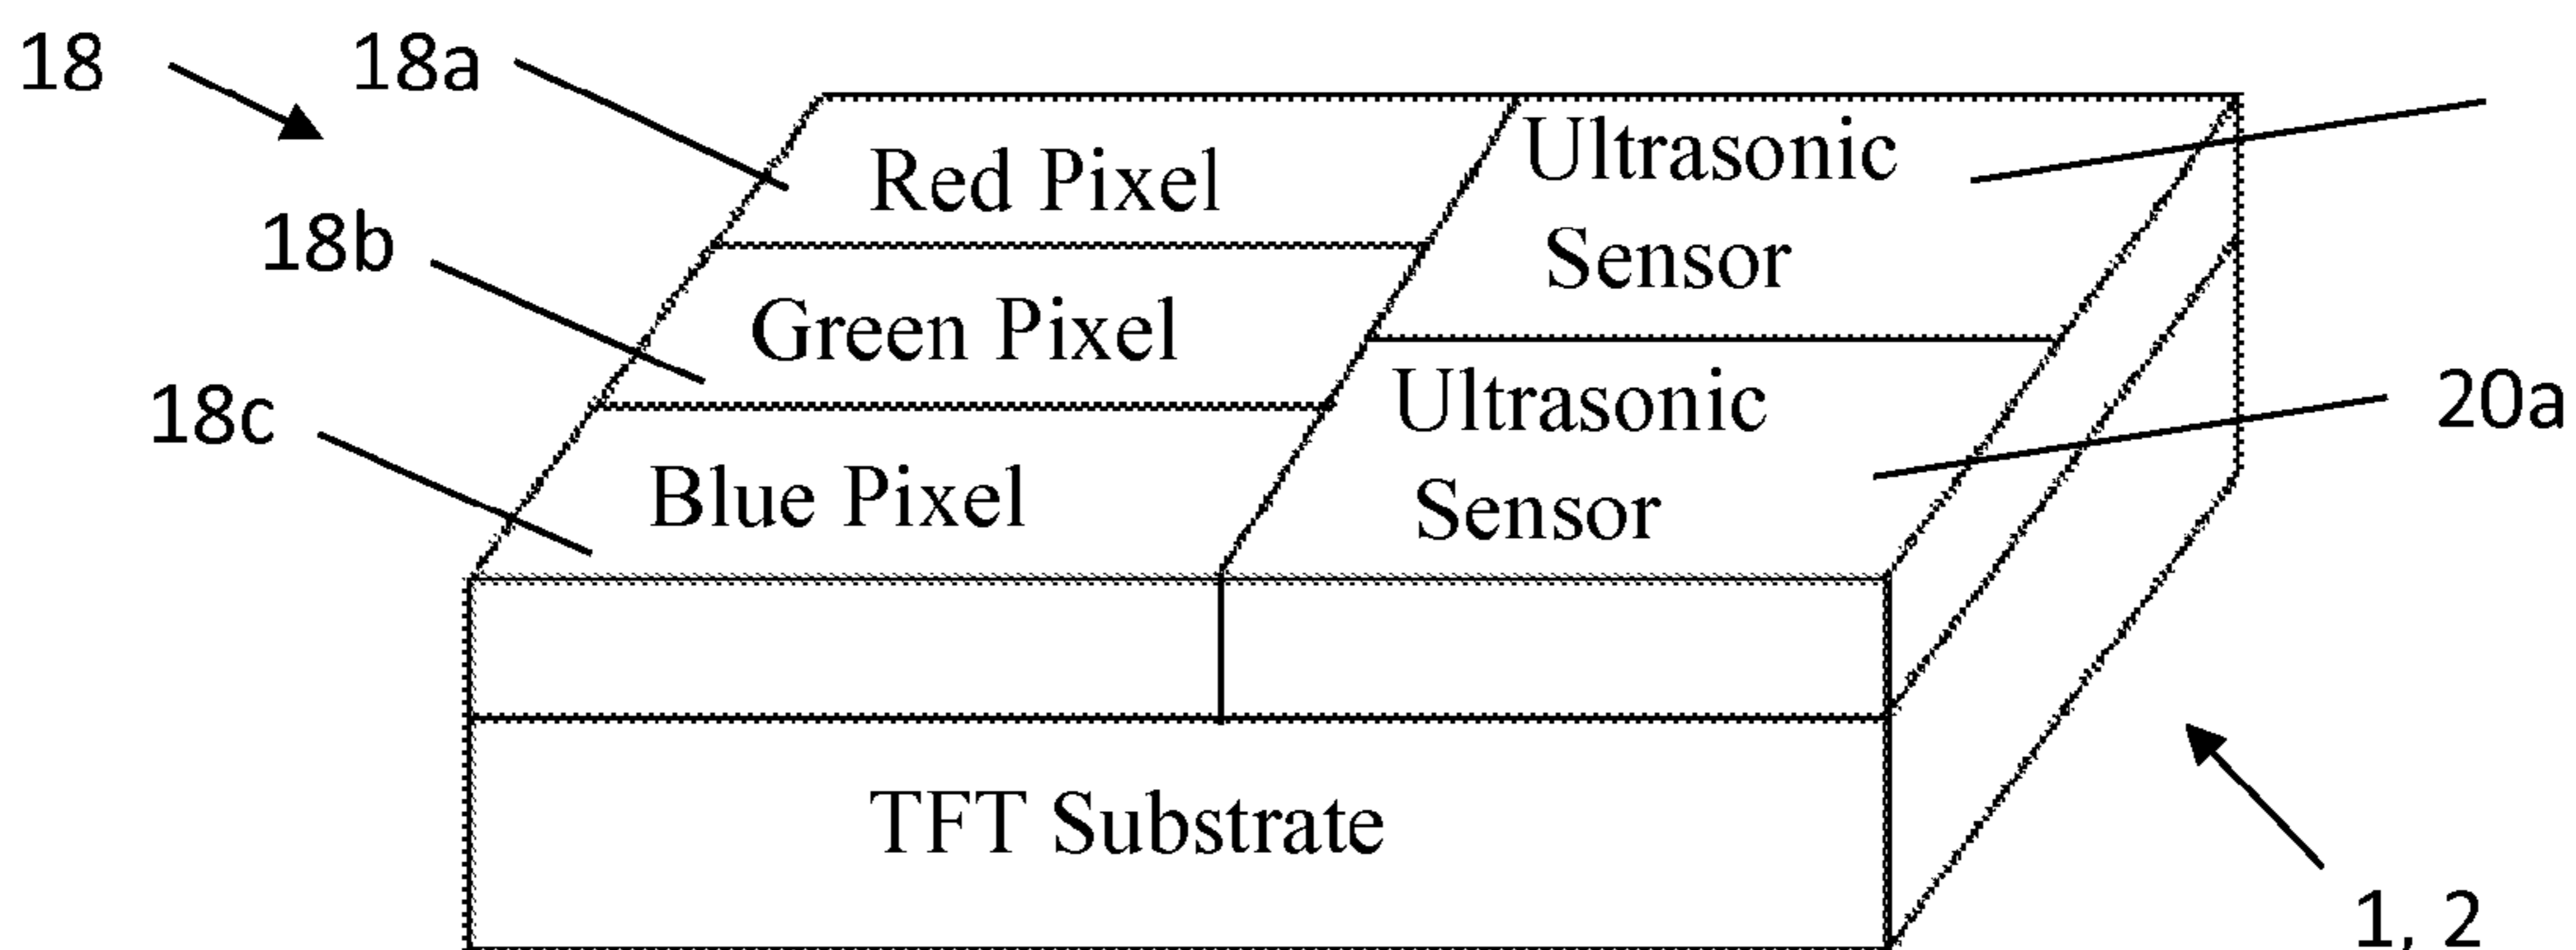 18
18a
Red Pixel
Ultrasonic
Sensor
18b
Green Pixel
18c
Ultrasonic
Sensor
20a
Blue Pixel
TFT Substrate
1, 2